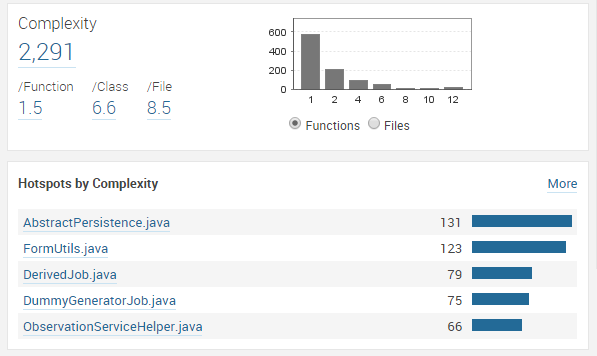 Complexity
2,291
/Function /Class /File
1.5 6.6 8.5
600
400
200
0
1 2 4 6 8 10 12
Functions Files
Hotspots by Complexity More
AbstractPersistence.java 131
FormUtils.java 123
DerivedJob.java 79
DummyGeneratorJob.java 75
ObservationServiceHelper.java 66